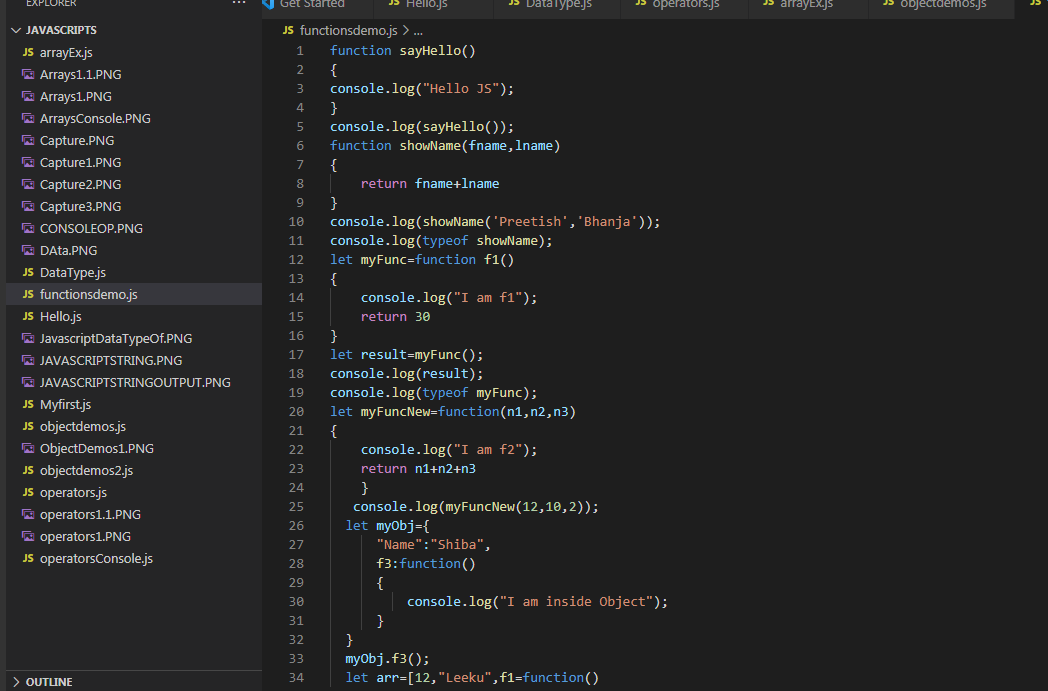 EXPLORER
...
JAVASCRIPTS
JS arrayEx.js
Arrays1.1.PNG
Arrays1.PNG
ArraysConsole.PNG
Capture.PNG
Capture1.PNG
Capture2.PNG
Capture3.PNG
CONSOLEOP.PNG
DAta.PNG
JS DataType.js
JS functionsdemo.js
JS Hello.js
JavascriptDataTypeOf.PNG
JAVASCRIPTSTRING.PNG
JAVASCRIPTSTRINGOUTPUT.PNG
JS Myfirst.js
JS objectdemos.js
ObjectDemos1.PNG
JS objectdemos2.js
JS operators.js
operators1.1.PNG
operators1.PNG
JS operatorsConsole.js
OUTLINE
Get Started JS Hello.js JS DataType.js JS operators.js JS arrayEx.js JS objectdemos.js JS
JS functionsdemo.js > ...
1 function sayHello()
2 {
3 console.log("Hello JS");
4 }
5 console.log(sayHello());
6 function showName(fname,lname)
7 {
8     return fname+lname
9 }
10 console.log(showName('Preetish','Bhanja'));
11 console.log(typeof showName);
12 let myFunc=function f1()
13 {
14     console.log("I am f1");
15     return 30
16 }
17 let result=myFunc();
18 console.log(result);
19 console.log(typeof myFunc);
20 let myFuncNew=function(n1,n2,n3)
21 {
22     console.log("I am f2");
23     return n1+n2+n3
24     }
25    console.log(myFuncNew(12,10,2));
26   let myObj={
27       "Name":"Shiba",
28       f3:function()
29       {
30           console.log("I am inside Object");
31       }
32   }
33   myObj.f3();
34   let arr=[12,"Leeku",f1=function()